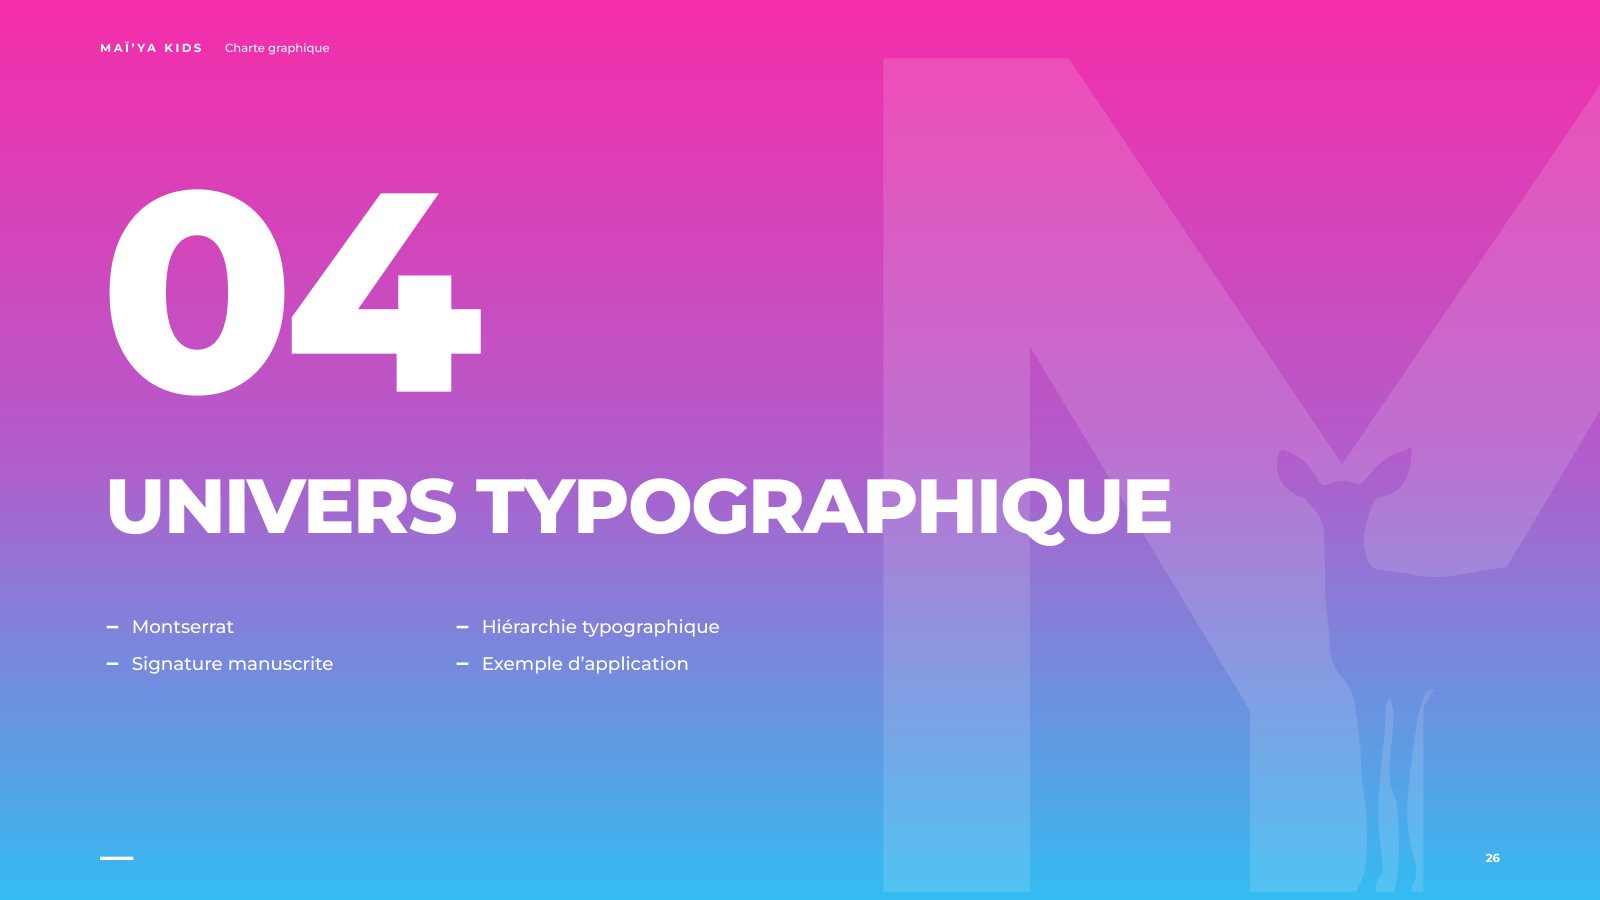 MAÏ'YA KIDS Charte graphique
04
UNIVERS TYPOGRAPHIQUE
– Montserrat
– Signature manuscrite
– Hiérarchie typographique
– Exemple d’application
26